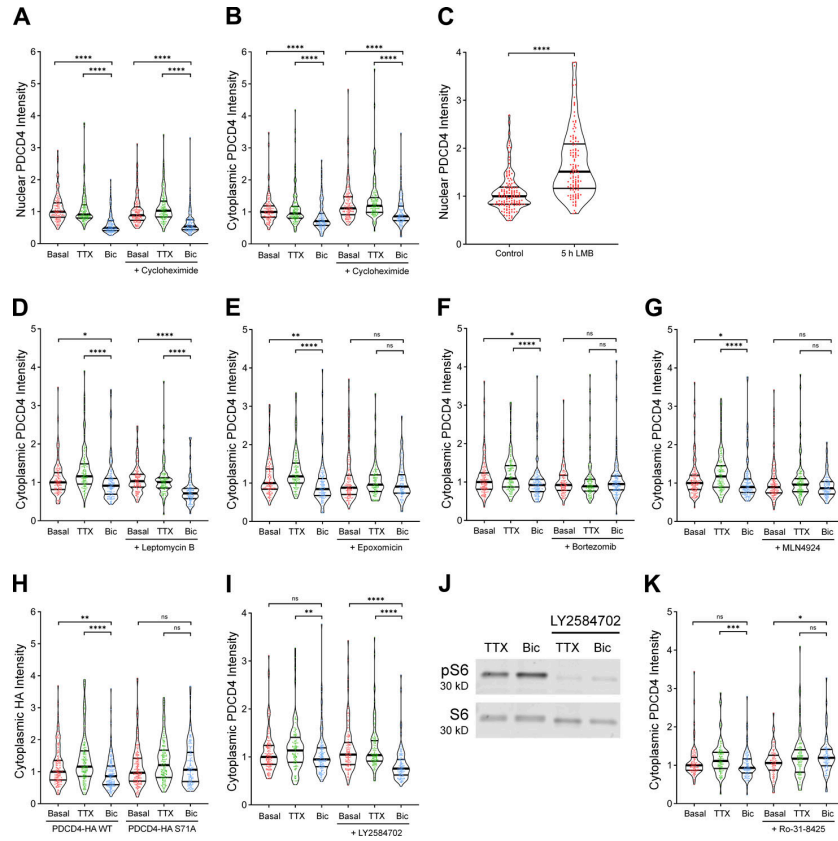 A
Nuclear PDCD4 Intensity
6
5
4
3
2
1
0
****
****
****
****
Basal TTX Bic Basal TTX Bic
+ Cycloheximide
B
Cytoplasmic PDCD4 Intensity
6
5
4
3
2
1
0
****
****
****
****
Basal TTX Bic Basal TTX Bic
+ Cycloheximide
C
Nuclear PDCD4 Intensity
4
3
2
1
0
****
Control 5 h LMB
D
Cytoplasmic PDCD4 Intensity
5
4
3
2
1
0
*
****
****
****
Basal TTX Bic Basal TTX Bic
+ Leptomycin B
E
Cytoplasmic PDCD4 Intensity
5
4
3
2
1
0
**
****
ns
ns
Basal TTX Bic Basal TTX Bic
+ Epoxomicin
F
Cytoplasmic PDCD4 Intensity
5
4
3
2
1
0
*
****
ns
ns
Basal TTX Bic Basal TTX Bic
+ Bortezomib
G
Cytoplasmic PDCD4 Intensity
5
4
3
2
1
0
*
****
ns
ns
Basal TTX Bic Basal TTX Bic
+ MLN4924
H
Cytoplasmic HA Intensity
6
5
4
3
2
1
0
**
****
ns
ns
Basal TTX Bic Basal TTX Bic
PDCD4-HA WT PDCD4-HA S71A
I
Cytoplasmic PDCD4 Intensity
5
4
3
2
1
0
ns
**
****
****
Basal TTX Bic Basal TTX Bic
+ LY2584702
J
LY2584702
TTX Bic TTX Bic
pS6
30 kD
S6
30 kD
K
Cytoplasmic PDCD4 Intensity
5
4
3
2
1
0
ns
***
*
ns
Basal TTX Bic Basal TTX Bic
+ Ro-31-8425